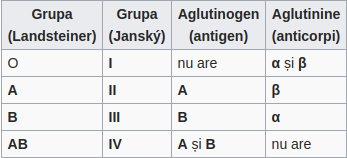 Grupa (Landsteiner) Grupa (Janský) Aglutinogen (antigen) Aglutinine (anticorpi)
O I nu are α și β
A II A β
B III B α
AB IV A și B nu are